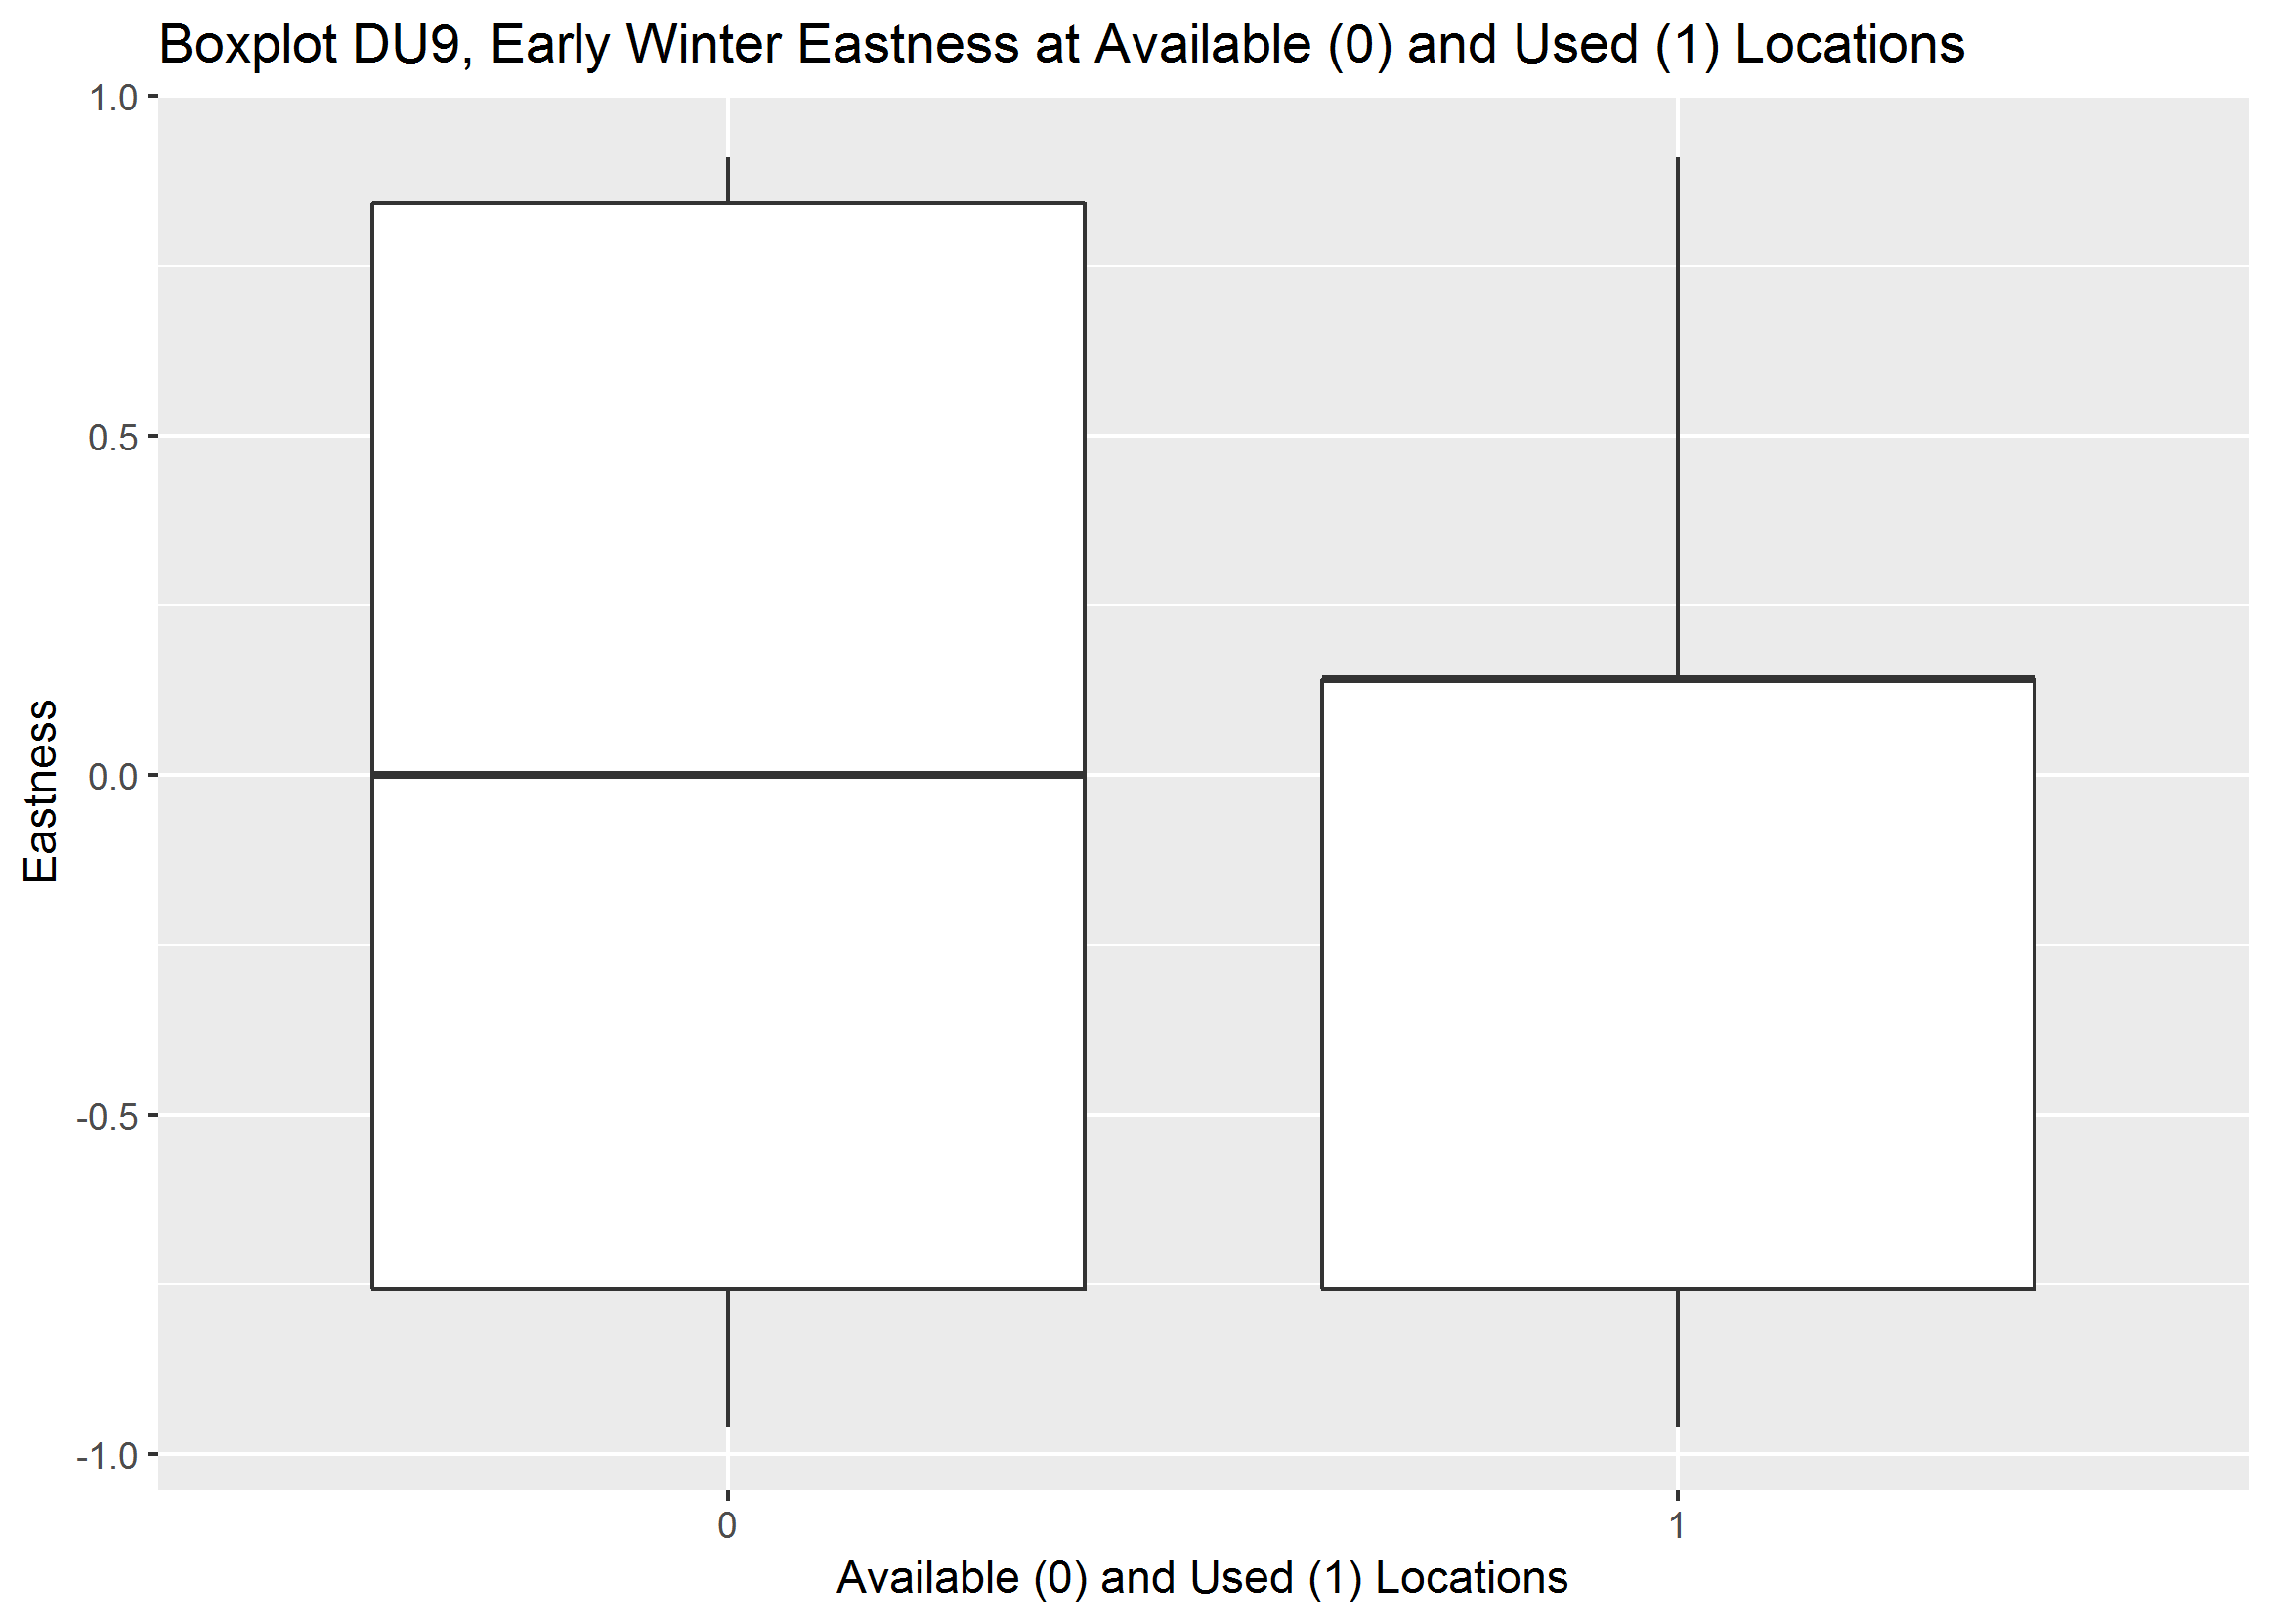 Boxplot DU9, Early Winter Eastness at Available (0) and Used (1) Locations
1.0
0.5
0.0
-0.5
-1.0
Eastness
0
1
Available (0) and Used (1) Locations